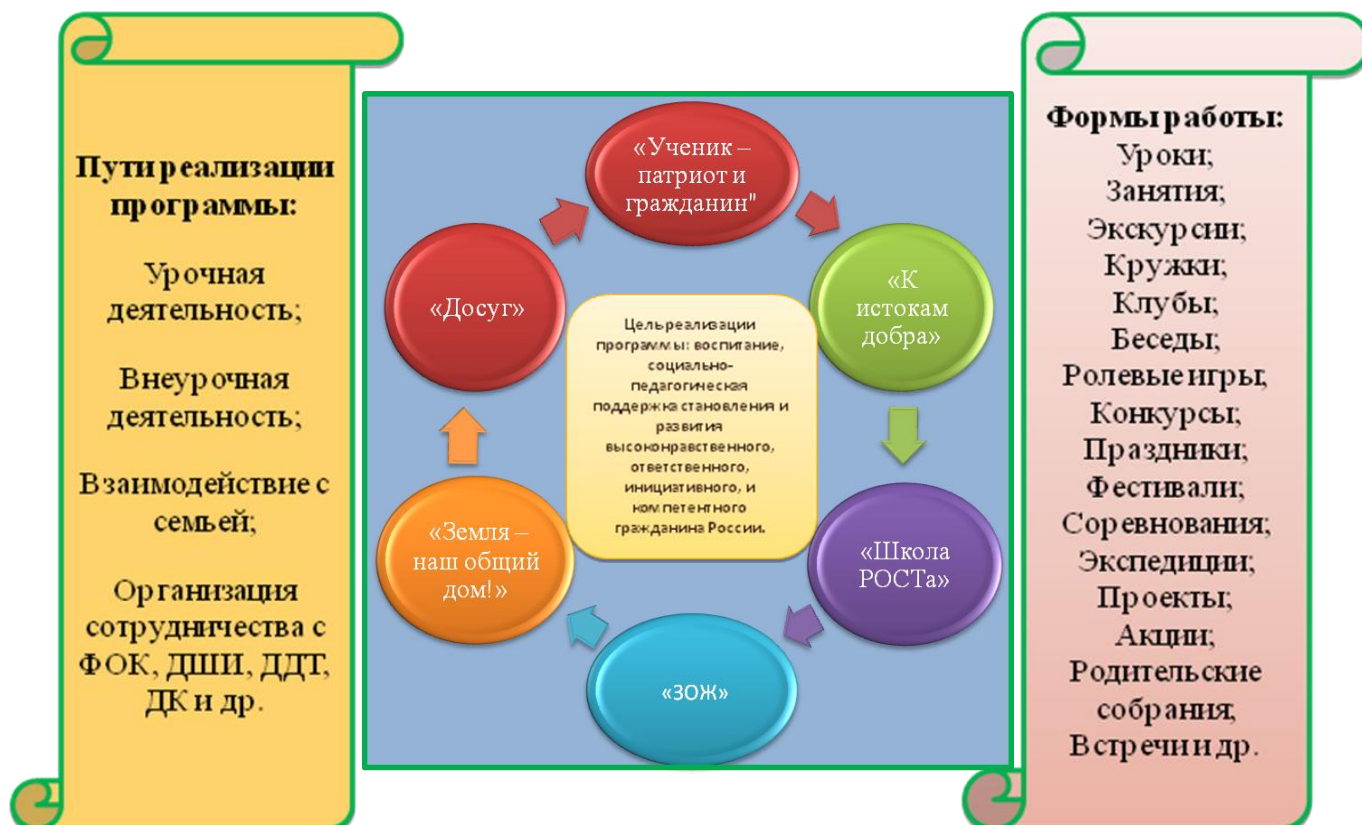 Пути реализации
программы:
Урочная
деятельность;
Внеурочная
деятельность;
Взаимодействие с
семьей;
Организация
сотрудничества с
ФОК, ДШИ, ДДТ,
ДК и др.
«Ученик –
патриот и
гражданин"
«К
истокам
добра»
«Школа
РОСТа»
«ЗОЖ»
«Земля –
наш общий
дом!»
«Досуг»
Цель реализации
программы: воспитание,
социально-
педагогическая
поддержка становления и
развития
высоконравственного,
ответственного,
инициативного, и
компетентного
гражданина России.
Формы работы:
Уроки;
Занятия;
Экскурсии;
Кружки;
Клубы;
Беседы;
Ролевые игры;
Конкурсы;
Праздники;
Фестивали;
Соревнования;
Экспедиции;
Проекты;
Акции;
Родительские
собрания;
Встречи и др.